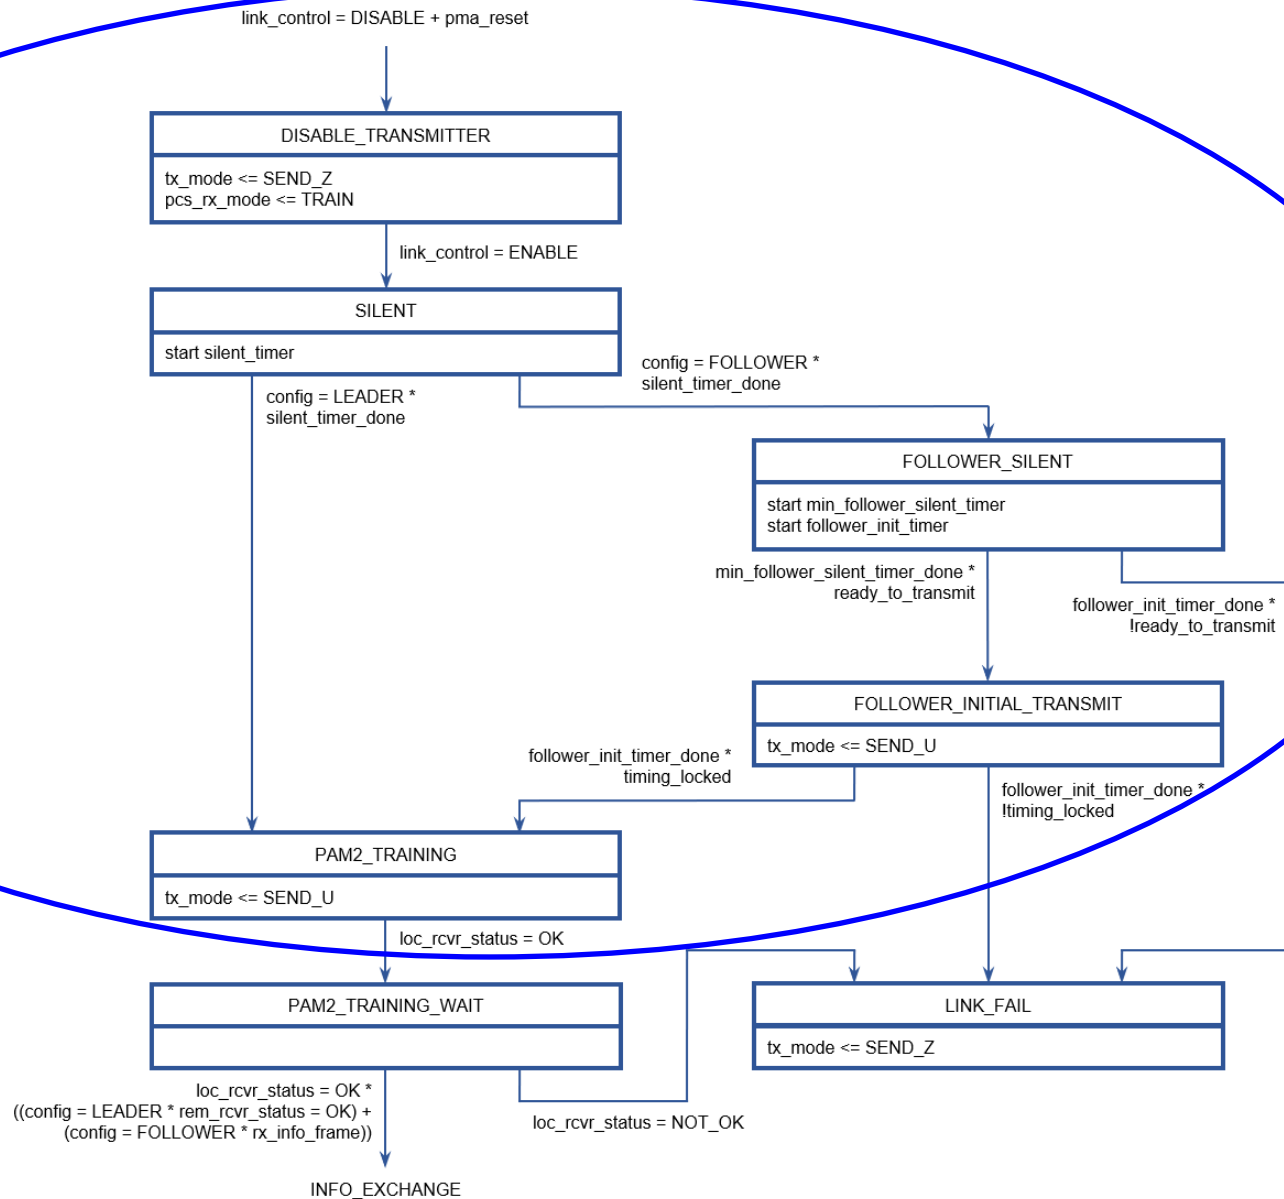 link_control = DISABLE + pma_reset
DISABLE_TRANSMITTER
tx_mode <= SEND_Z
pcs_rx_mode <= TRAIN
link_control = ENABLE
SILENT
start silent_timer
config = LEADER *
silent_timer_done
config = FOLLOWER *
silent_timer_done
FOLLOWER_SILENT
start min_follower_silent_timer
start follower_init_timer
min_follower_silent_timer_done *
ready_to_transmit
follower_init_timer_done *
!ready_to_transmit
FOLLOWER_INITIAL_TRANSMIT
tx_mode <= SEND_U
follower_init_timer_done *
timing_locked
follower_init_timer_done *
!timing_locked
PAM2_TRAINING
tx_mode <= SEND_U
loc_rcvr_status = OK
PAM2_TRAINING_WAIT
LINK_FAIL
tx_mode <= SEND_Z
loc_rcvr_status = OK *
((config = LEADER * rem_rcvr_status = OK) +
(config = FOLLOWER * rx_info_frame))
loc_rcvr_status = NOT_OK
INFO_EXCHANGE